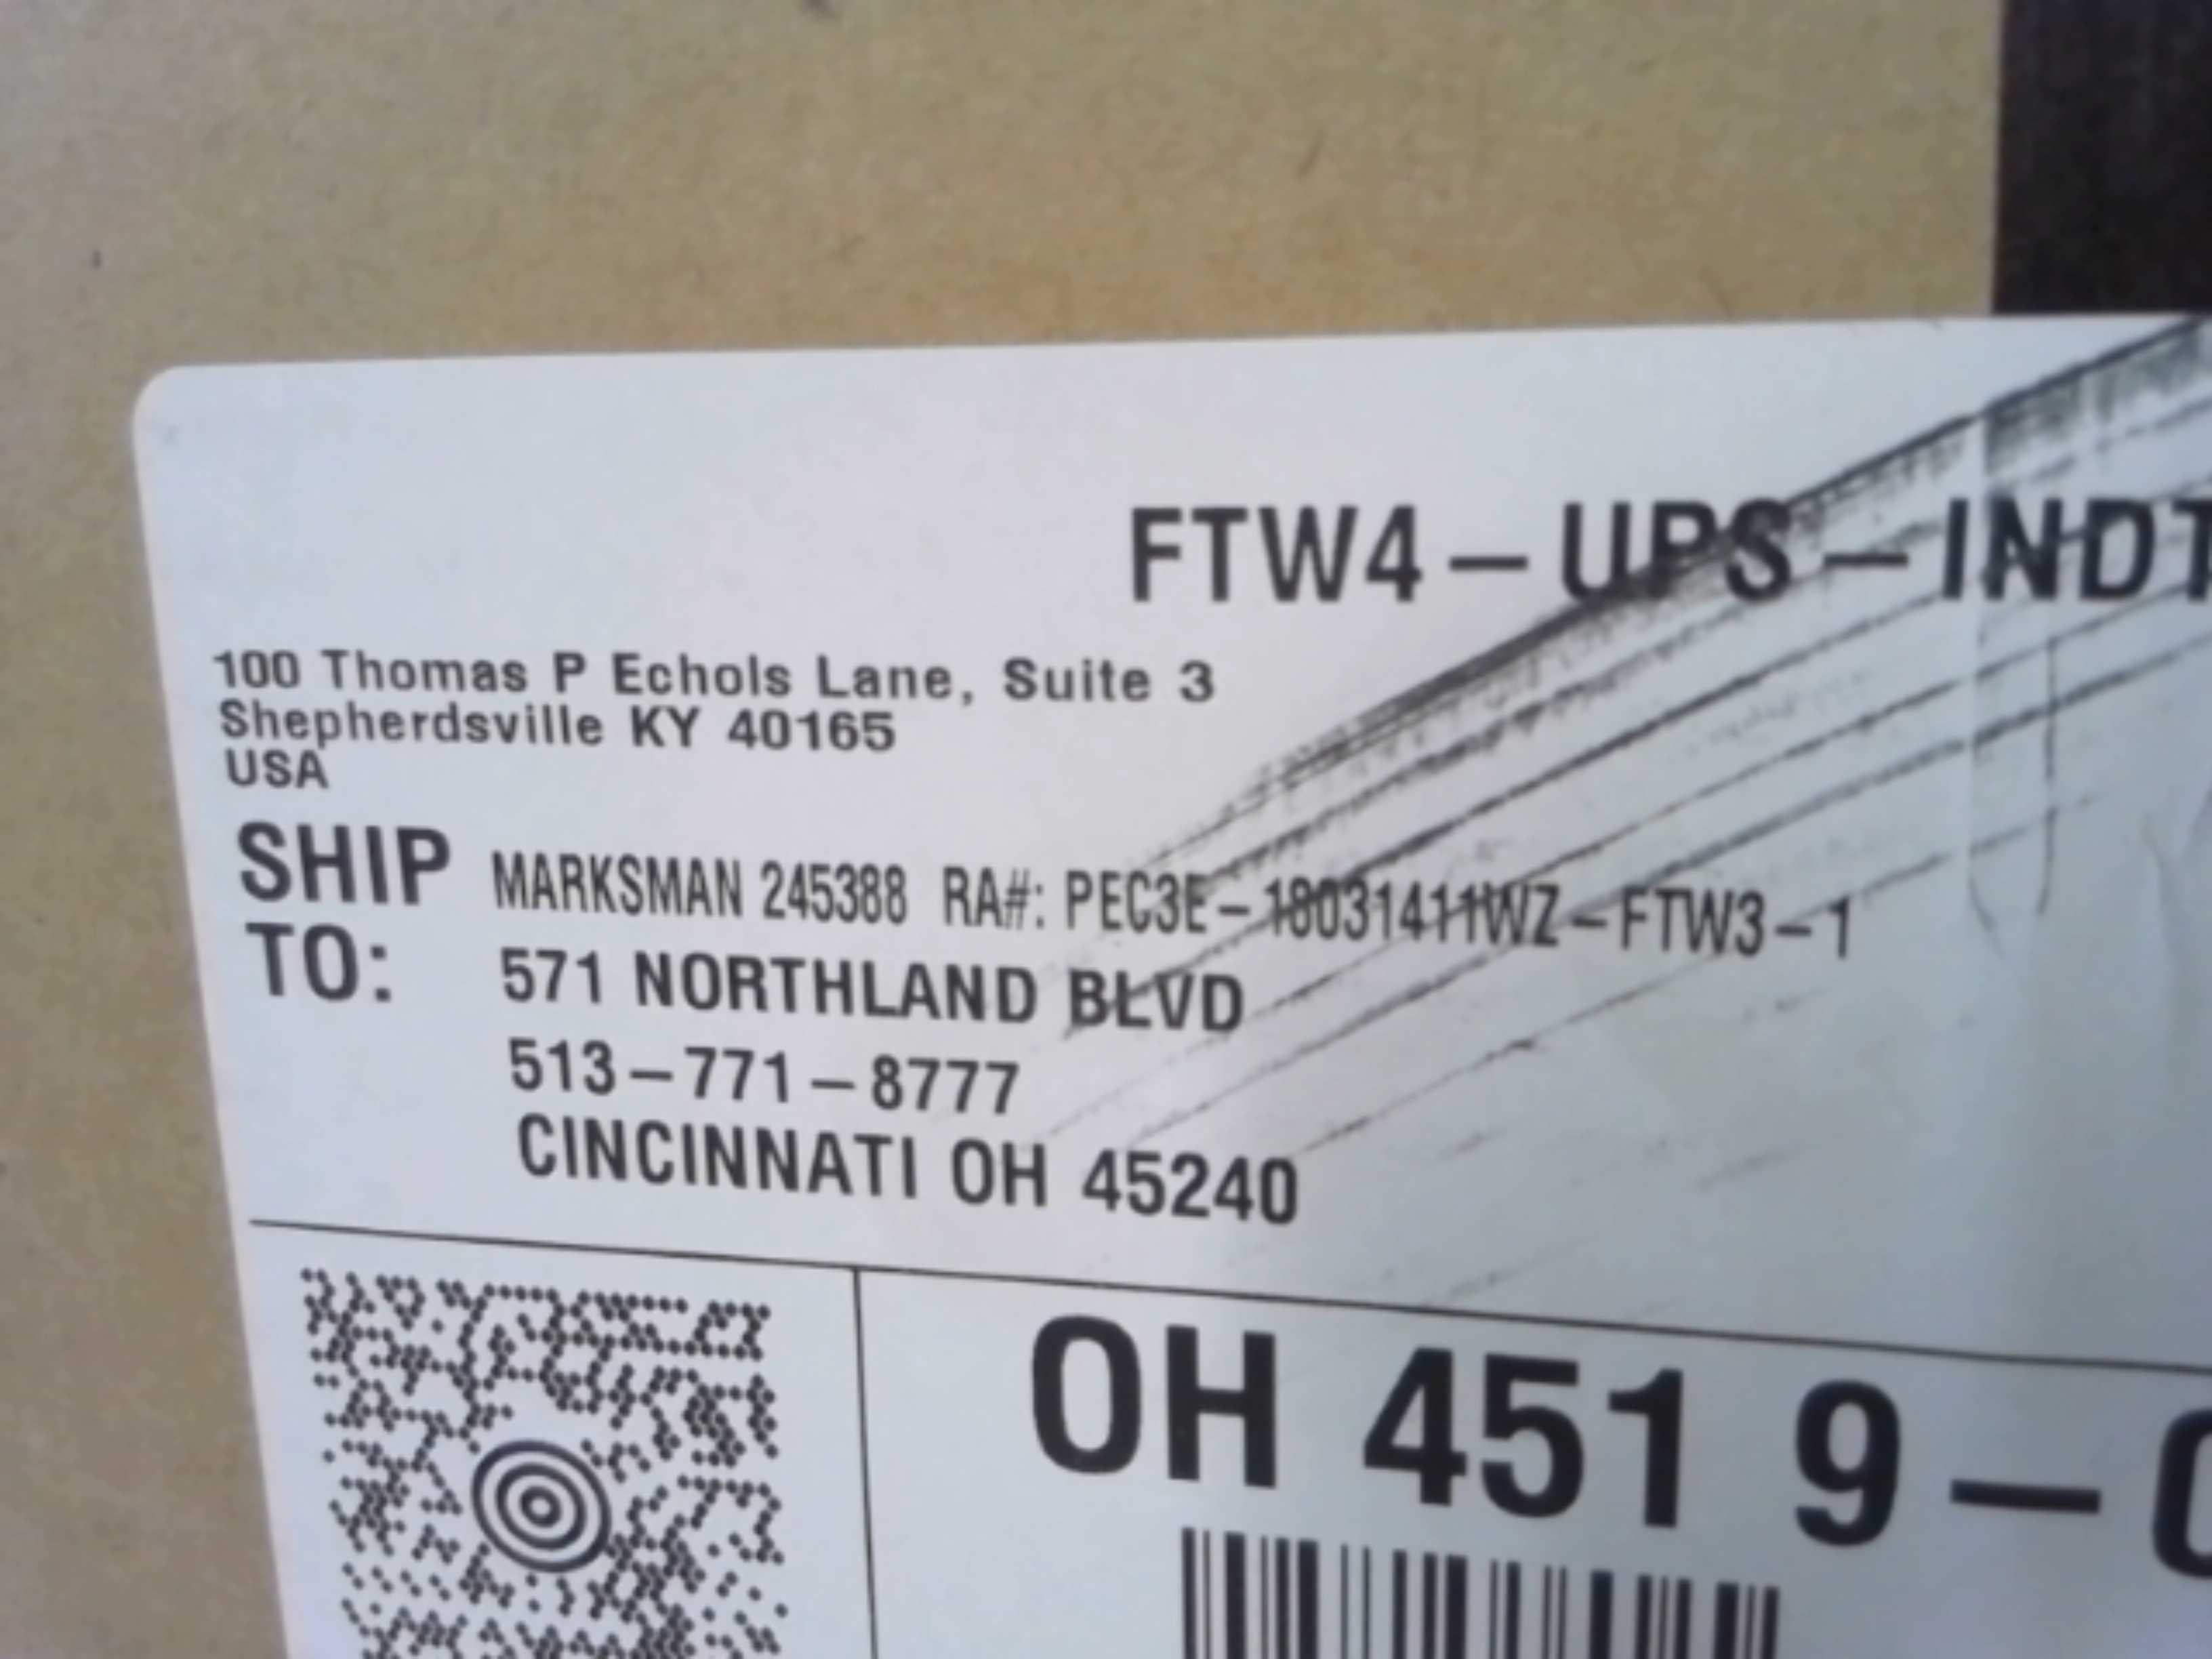 FTW4-UPS-INDT
100 Thomas P Echols Lane, Suite 3
Shepherdsville KY 40165
USA
SHIP TO: MARKSMAN 245388 RA#: PEC3E-18031411WZ-FTW3-1
571 NORTHLAND BLVD
513-771-8777
CINCINNATI OH 45240
OH 451 9-0